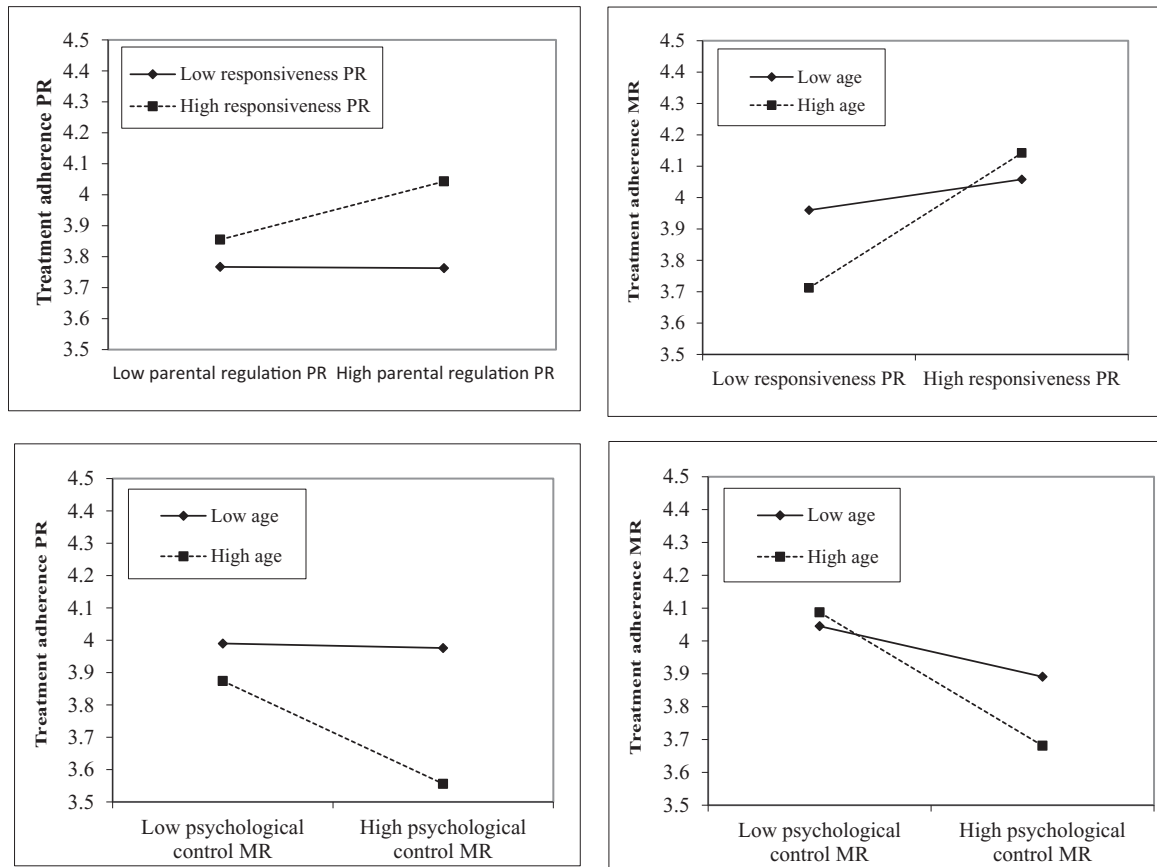 Treatment adherence PR
4.5
4.4
4.3
4.2
4.1
4
3.9
3.8
3.7
3.6
3.5
Low responsiveness PR
High responsiveness PR
Low parental regulation PR High parental regulation PR
Treatment adherence MR
4.5
4.4
4.3
4.2
4.1
4
3.9
3.8
3.7
3.6
3.5
Low age
High age
Low responsiveness PR High responsiveness PR
Treatment adherence PR
4.5
4.4
4.3
4.2
4.1
4
3.9
3.8
3.7
3.6
3.5
Low age
High age
Low psychological High psychological
control MR control MR
Treatment adherence MR
4.5
4.4
4.3
4.2
4.1
4
3.9
3.8
3.7
3.6
3.5
Low age
High age
Low psychological High psychological
control MR control MR